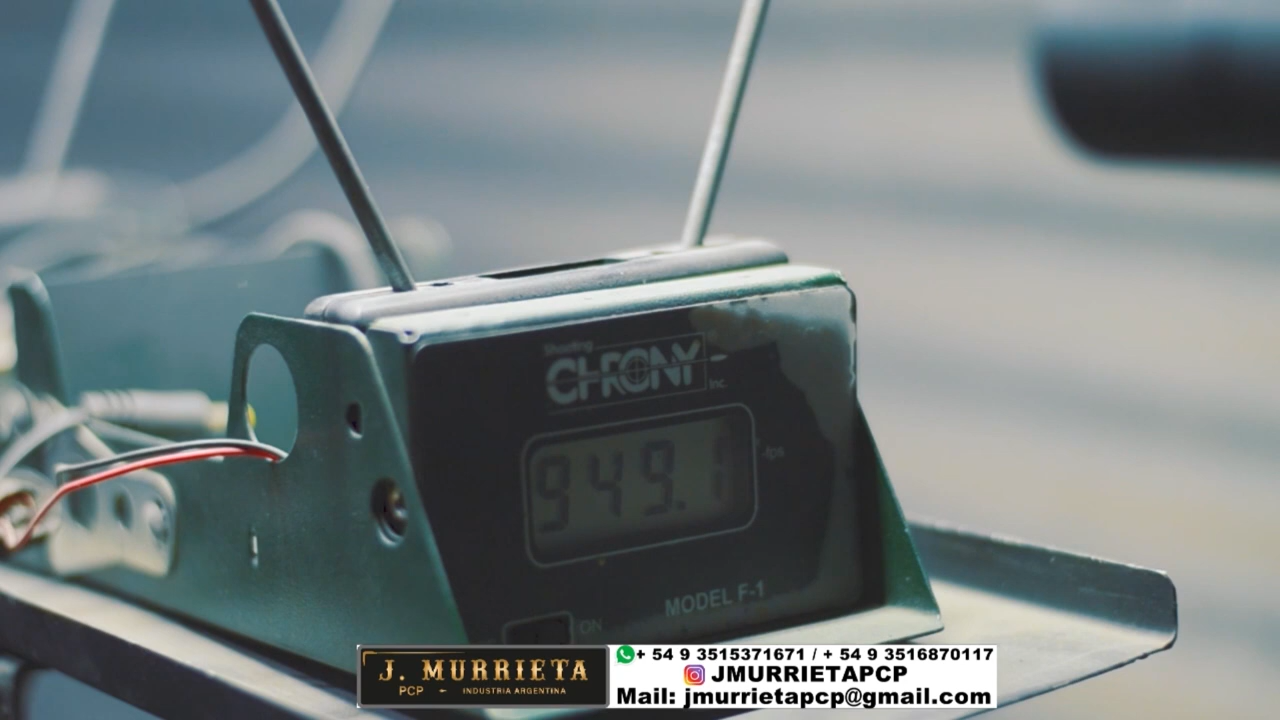 Shooting
CHRONY
Inc.
949.1
fps
MODEL F-1
ON
J. MURRIETA
PCP - INDUSTRIA ARGENTINA
+ 54 9 3515371671 / + 54 9 3516870117
JMURRIETAPCP
Mail: jmurrietapcp@gmail.com